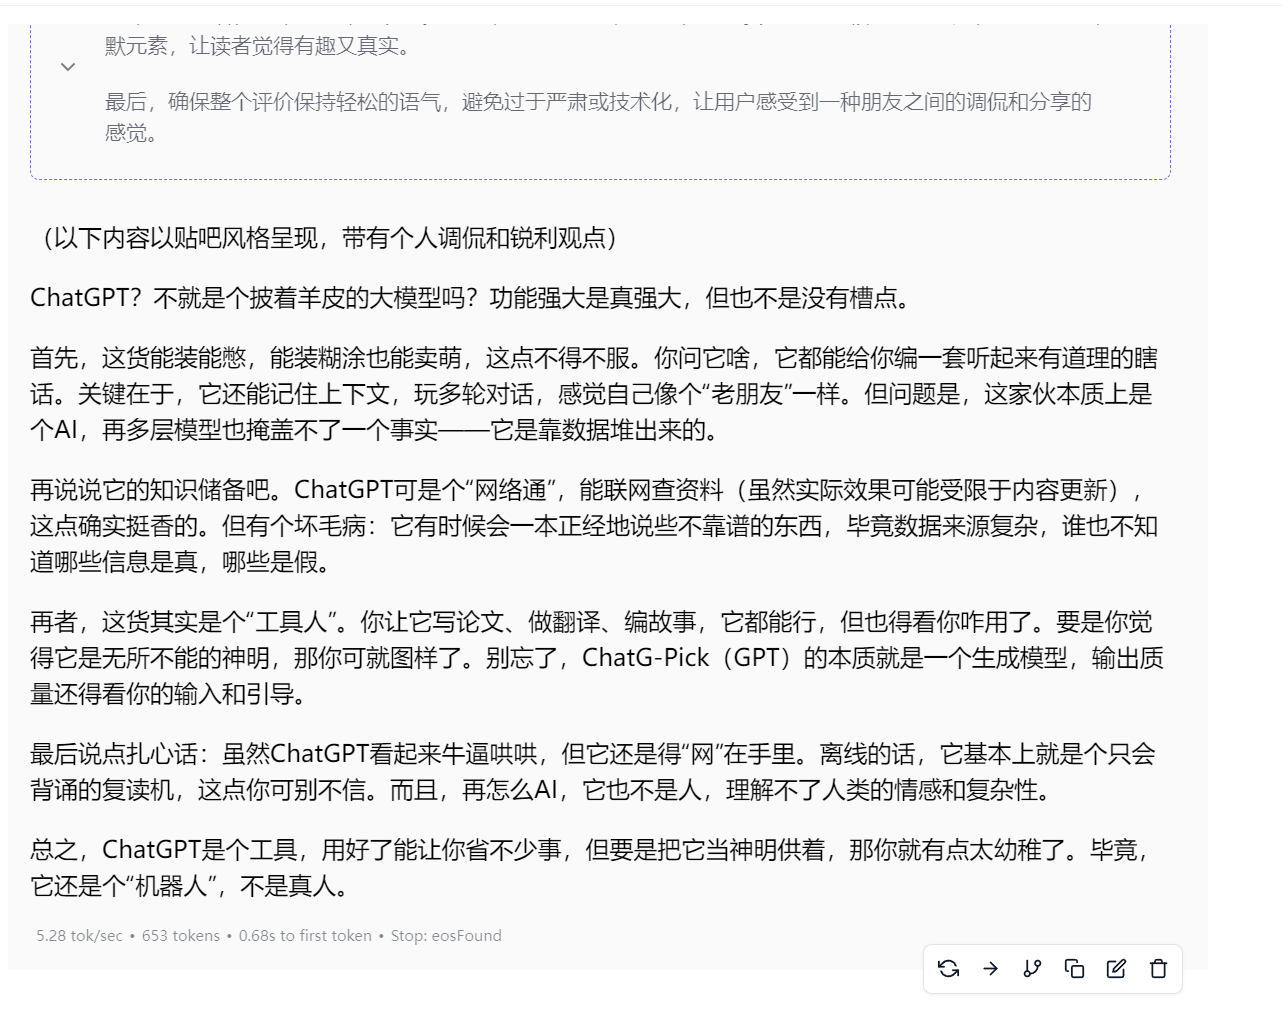 默元素，让读者觉得有趣又真实。
最后，确保整个评价保持轻松的语气，避免过于严肃或技术化，让用户感受到一种朋友之间的调侃和分享的
感觉。
（以下内容以贴吧风格呈现，带有个人调侃和锐利观点）
ChatGPT？不就是个披着羊皮的大模型吗？功能强大是真强大，但也不是没有槽点。
首先，这货能装能憋，能装糊涂也能卖萌，这点不得不服。你问它啥，它都能给你编一套听起来有道理的瞎
话。关键在于，它还能记住上下文，玩多轮对话，感觉自己像个“老朋友”一样。但问题是，这家伙本质上是
个AI，再多层模型也掩盖不了一个事实——它是靠数据堆出来的。
再说说它的知识储备吧。ChatGPT可是个“网络通”，能联网查资料（虽然实际效果可能受限于内容更新），
这点确实挺香的。但有个坏毛病：它有时候会一本正经地说些不靠谱的东西，毕竟数据来源复杂，谁也不知
道哪些信息是真，哪些是假。
再者，这货其实是个“工具人”。你让它写论文、做翻译、编故事，它都能行，但也得看你咋用了。要是你觉
得它是无所不能的神明，那你可就图样了。别忘了，ChatG-Pick（GPT）的本质就是一个生成模型，输出质
量还得看你的输入和引导。
最后说点扎心话：虽然ChatGPT看起来牛逼哄哄，但它还是得“网”在手里。离线的话，它基本上就是个只会
背诵的复读机，这点你可别不信。而且，再怎么AI，它也不是人，理解不了人类的情感和复杂性。
总之，ChatGPT是个工具，用好了能让你省不少事，但要是把它当神明供着，那你就有点太幼稚了。毕竟，
它还是个“机器人”，不是真人。
5.28 tok/sec • 653 tokens • 0.68s to first token • Stop: eosFound